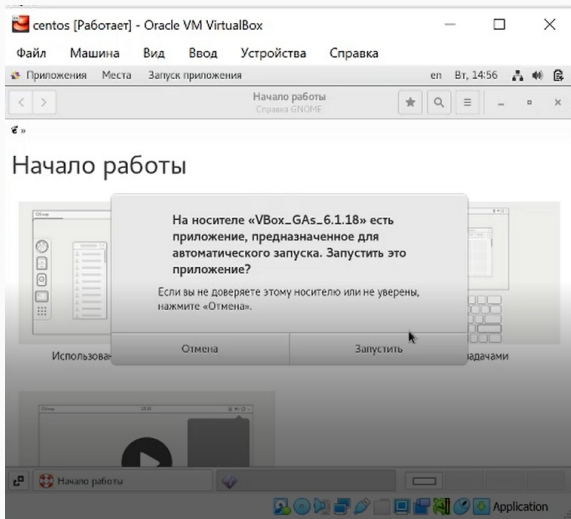 centos [Работает] - Oracle VM VirtualBox
Файл Машина Вид Ввод Устройства Справка
Приложения Места Запуск приложения en Вт, 14:56
Начало работы
Справка GNOME
Начало работы
На носителе «VBox_GAs_6.1.18» есть
приложение, предназначенное для
автоматического запуска. Запустить это
приложение?
Если вы не доверяете этому носителю или не уверены,
нажмите «Отмена».
Отмена Запустить
Использован адачами
Начало работы
Application